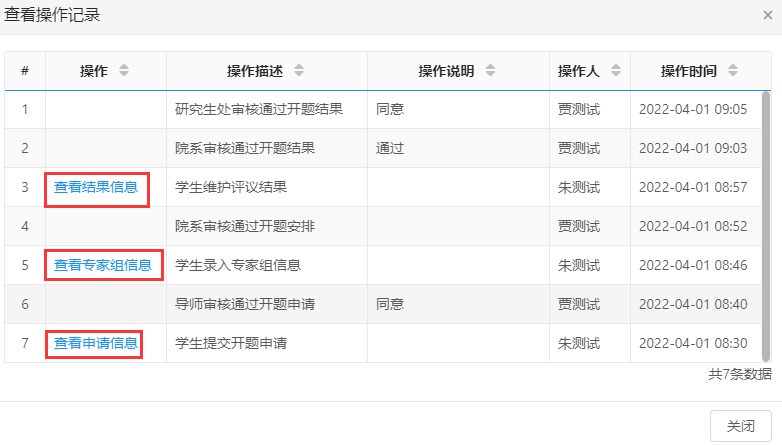 查看操作记录
×
# 操作 操作描述 操作说明 操作人 操作时间
1 研究生处审核通过开题结果 同意 贾测试 2022-04-01 09:05
2 院系审核通过开题结果 通过 贾测试 2022-04-01 09:03
3 查看结果信息 学生维护评议结果 朱测试 2022-04-01 08:57
4 院系审核通过开题安排 贾测试 2022-04-01 08:52
5 查看专家组信息 学生录入专家组信息 朱测试 2022-04-01 08:46
6 导师审核通过开题申请 同意 贾测试 2022-04-01 08:40
7 查看申请信息 学生提交开题申请 朱测试 2022-04-01 08:30
共7条数据
关闭